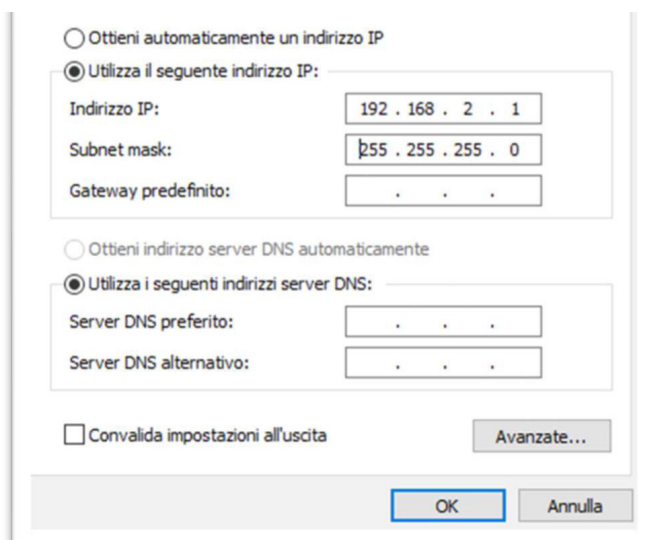 Ottieni automaticamente un indirizzo IP
Utilizza il seguente indirizzo IP:
Indirizzo IP: 192 . 168 . 2 . 1
Subnet mask: 255 . 255 . 255 . 0
Gateway predefinito: . . .
Ottieni indirizzo server DNS automaticamente
Utilizza i seguenti indirizzi server DNS:
Server DNS preferito: . . .
Server DNS alternativo: . . .
Convalida impostazioni all'uscita Avanzate...
OK Annulla